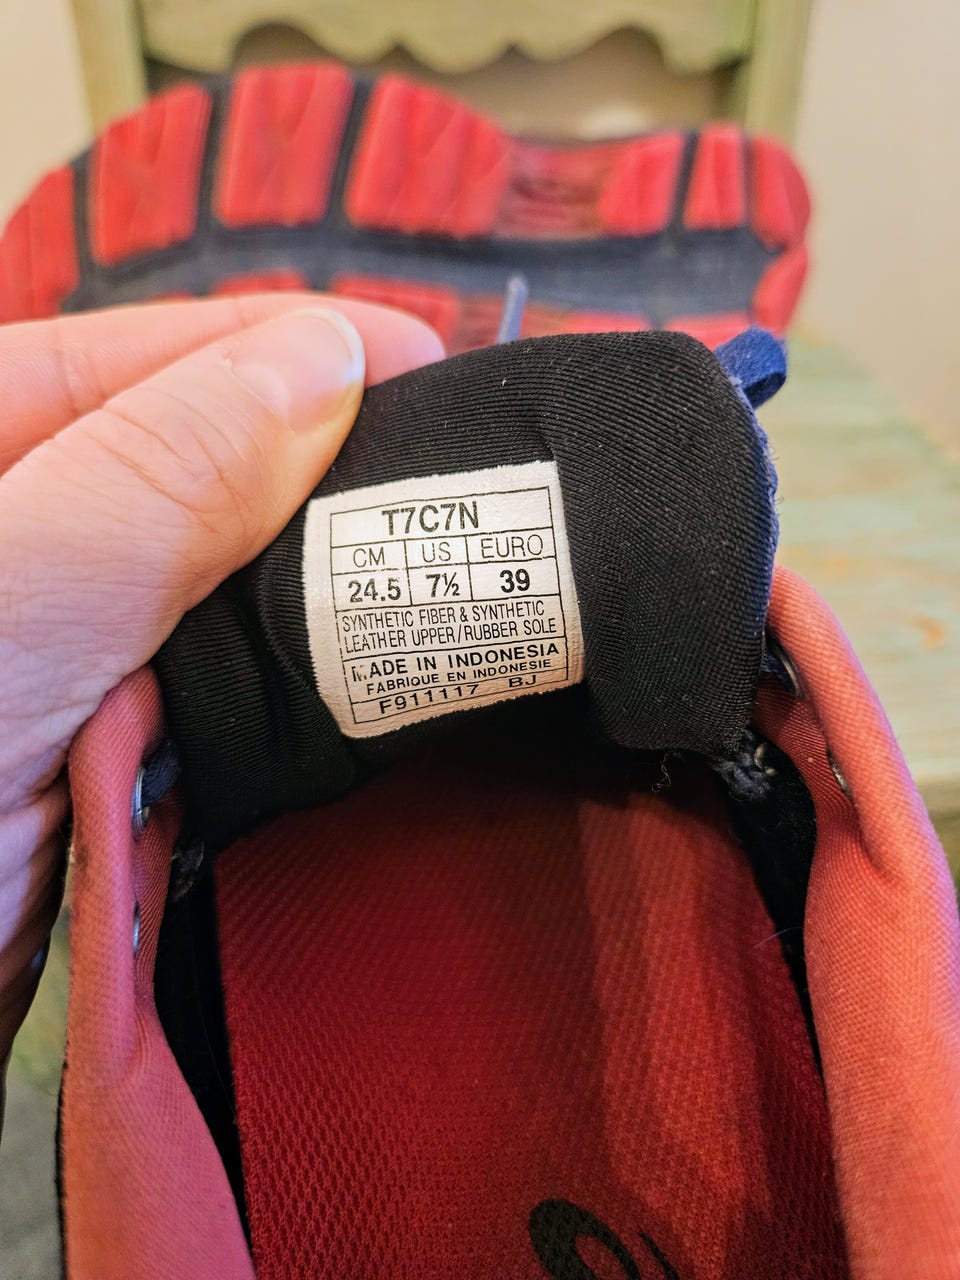 T7C7N
CM US EURO
24.5 7½ 39
SYNTHETIC FIBER & SYNTHETIC
LEATHER UPPER/RUBBER SOLE
MADE IN INDONESIA
FABRIQUE EN INDONESIE
F911117 BJ